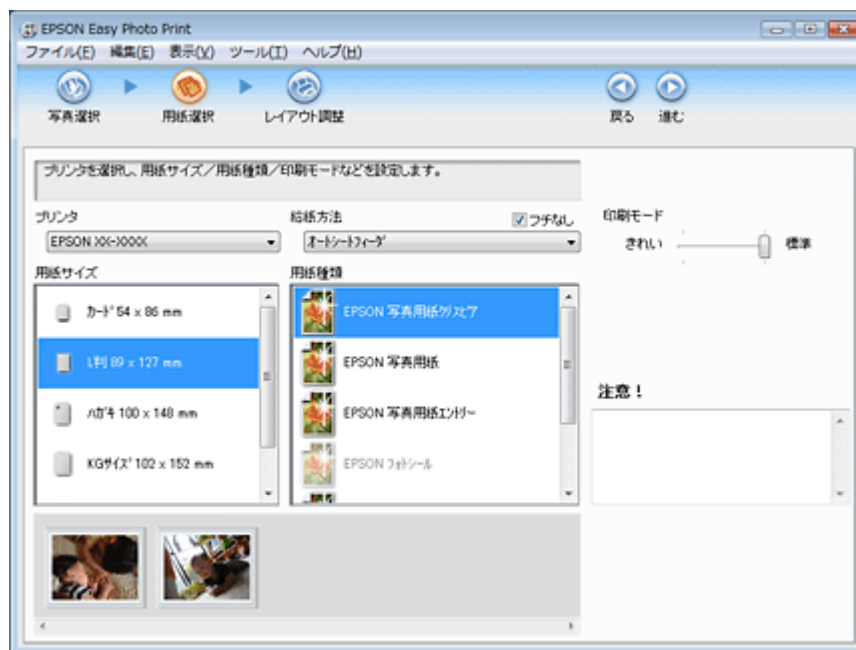 EPSON Easy Photo Print
ファイル(F) 編集(E) 表示(V) ツール(T) ヘルプ(H)
写真選択 用紙選択 レイアウト調整 戻る 進む
プリンタを選択し、用紙サイズ/用紙種類/印刷モードなどを設定します。
プリンタ 給紙方法 フチなし 印刷モード
EPSON XX-XXXX オートシートフィーダ きれい 標準
用紙サイズ 用紙種類
カード 54 x 86 mm EPSON 写真用紙クリスピア
L判 89 x 127 mm EPSON 写真用紙
注意!
ハガキ 100 x 148 mm EPSON 写真用紙エントリー
KGサイズ 102 x 152 mm EPSON フォトシール